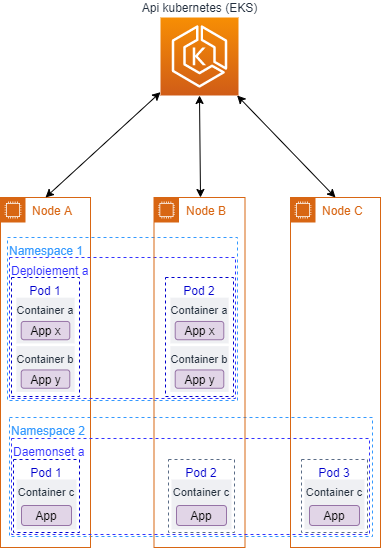 Api kubernetes (EKS)
K
Node A
Node B
Node C
Namespace 1
Deploiement a
Pod 1
Pod 2
Container a
Container a
App x
App x
Container b
Container b
App y
App y
Namespace 2
Daemonset a
Pod 1
Pod 2
Pod 3
Container c
Container c
Container c
App
App
App